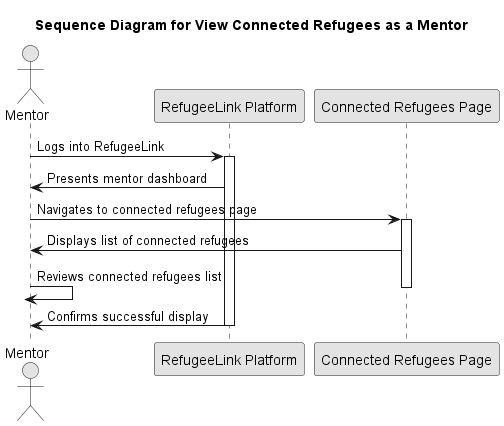 Sequence Diagram for View Connected Refugees as a Mentor
Mentor
RefugeeLink Platform
Connected Refugees Page
Logs into RefugeeLink
Presents mentor dashboard
Navigates to connected refugees page
Displays list of connected refugees
Reviews connected refugees list
Confirms successful display
Mentor
RefugeeLink Platform
Connected Refugees Page